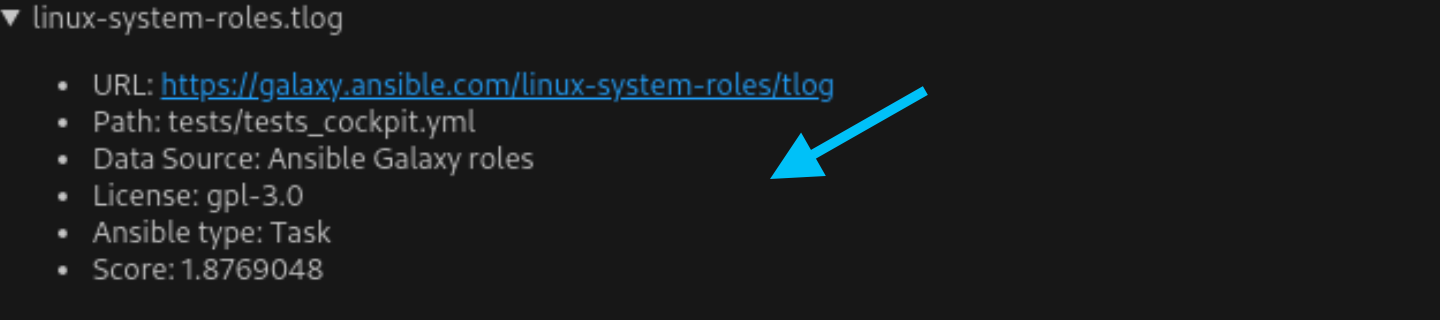 linux-system-roles.tlog
URL: https://galaxy.ansible.com/linux-system-roles/tlog
Path: tests/tests_cockpit.yml
Data Source: Ansible Galaxy roles
License: gpl-3.0
Ansible type: Task
Score: 1.8769048